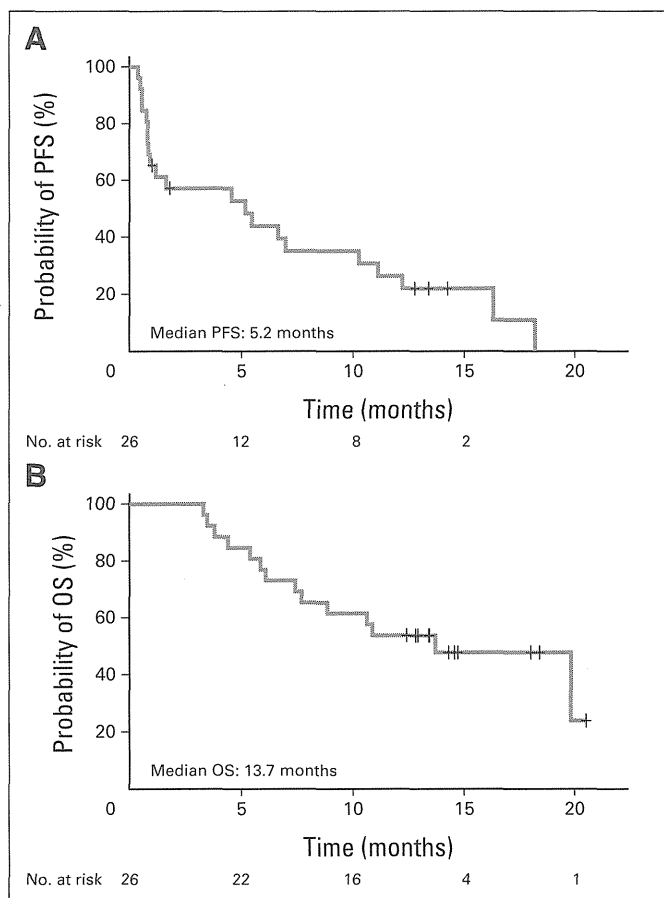 A
Probability of PFS (%)
100
80
60
40
20
Median PFS: 5.2 months
0 5 10 15 20
Time (months)
No. at risk 26 12 8 2
B
Probability of OS (%)
100
80
60
40
20
Median OS: 13.7 months
0 5 10 15 20
Time (months)
No. at risk 26 22 16 4 1